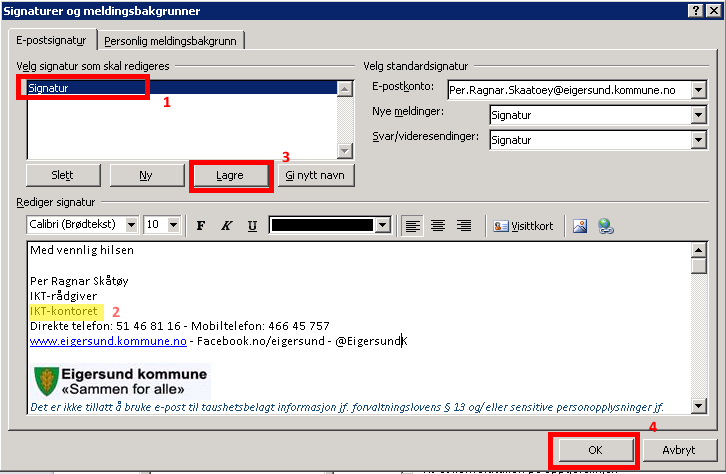 Signaturer og meldingsbakgrunner
E-postsignatur
Personlig meldingsbakgrunn
Velg signatur som skal redigeres
Velg standardsignatur
Signatur
1
E-postkonto:
Per.Ragnar.Skaatoey@eigersund.kommune.no
Nye meldinger:
Signatur
Svar/videresendinger:
Signatur
3
Slett
Ny
Lagre
Gi nytt navn
Rediger signatur
Calibri (Brødtekst)
10
F
K
U
Visittkort
Med vennlig hilsen
Per Ragnar Skåtøy
IKT-rådgiver
IKT-kontoret
2
Direkte telefon: 51 46 81 16 - Mobiltelefon: 466 45 757
www.eigersund.kommune.no - Facebook.no/eigersund - @EigersundK
Eigersund kommune
«Sammen for alle»
Det er ikke tillatt å bruke e-post til taushetsbelagt informasjon jf. forvaltningslovens § 13 og/eller sensitive personopplysninger jf.
4
OK
Avbryt